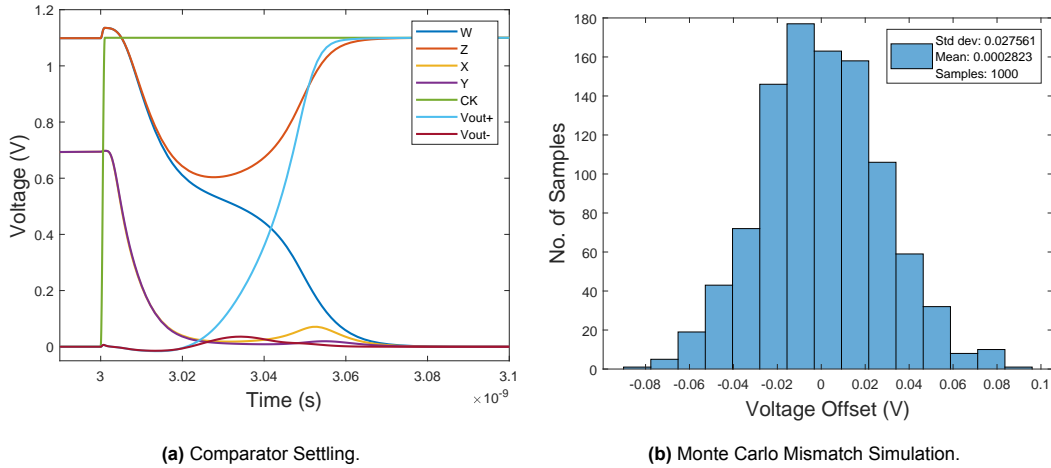 1.2
1
0.8
0.6
0.4
0.2
0
Voltage (V)
3
3.02
3.04
3.06
3.08
3.1
Time (s)
×10-9
W
Z
X
Y
CK
Vout+
Vout-
(a) Comparator Settling.
180
160
140
120
100
80
60
40
20
0
No. of Samples
-0.08
-0.06
-0.04
-0.02
0
0.02
0.04
0.06
0.08
0.1
Voltage Offset (V)
Std dev: 0.027561
Mean: 0.0002823
Samples: 1000
(b) Monte Carlo Mismatch Simulation.